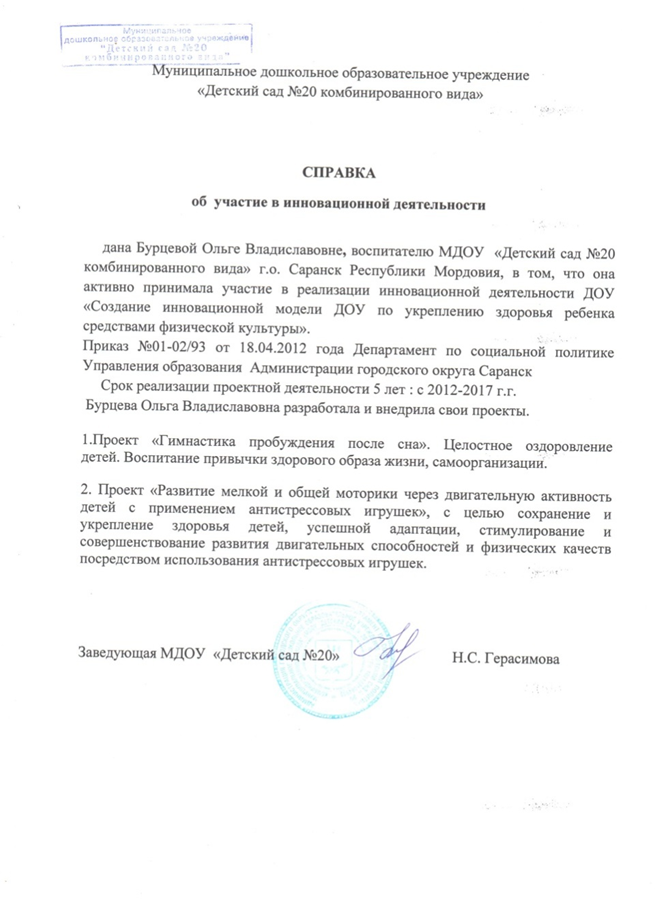 Муниципальное
дошкольное образовательное учреждение
"Детский сад №20
комбинированного вида"
Муниципальное дошкольное образовательное учреждение
«Детский сад №20 комбинированного вида»
СПРАВКА
об участие в инновационной деятельности
дана Бурцевой Ольге Владиславовне, воспитателю МДОУ «Детский сад №20
комбинированного вида» г.о. Саранск Республики Мордовия, в том, что она
активно принимала участие в реализации инновационной деятельности ДОУ
«Создание инновационной модели ДОУ по укреплению здоровья ребенка
средствами физической культуры».
Приказ №01-02/93 от 18.04.2012 года Департамент по социальной политике
Управления образования Администрации городского округа Саранск
Срок реализации проектной деятельности 5 лет : с 2012-2017 г.г.
Бурцева Ольга Владиславовна разработала и внедрила свои проекты.
1.Проект «Гимнастика пробуждения после сна». Целостное оздоровление
детей. Воспитание привычки здорового образа жизни, самоорганизации.
2. Проект «Развитие мелкой и общей моторики через двигательную активность
детей с применением антистрессовых игрушек», с целью сохранение и
укрепление здоровья детей, успешной адаптации, стимулирование и
совершенствование развития двигательных способностей и физических качеств
посредством использования антистрессовых игрушек.
Заведующая МДОУ «Детский сад №20» Н.С. Герасимова